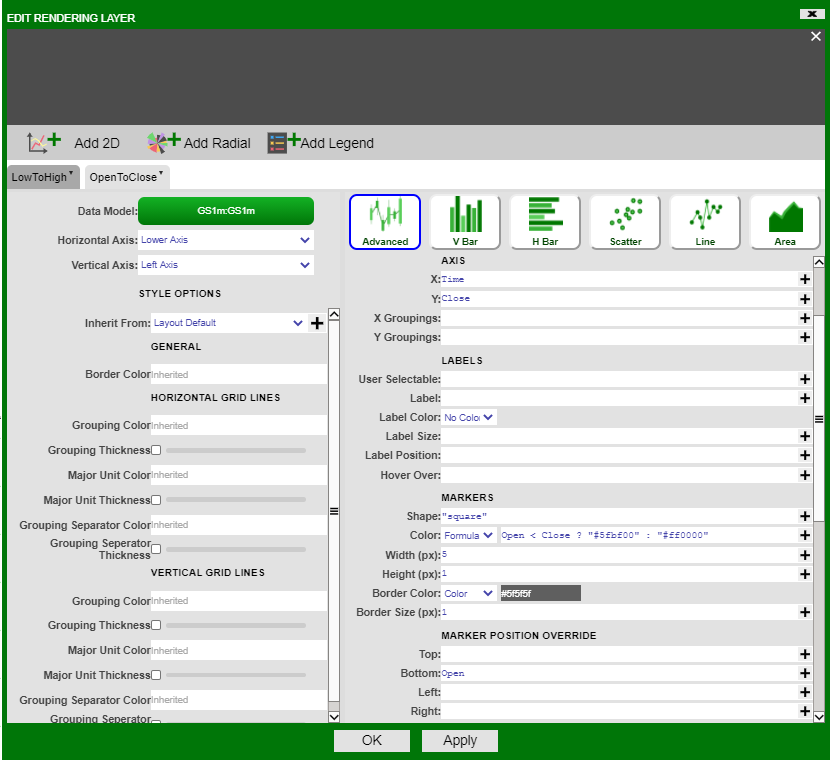 EDIT RENDERING LAYER
Add 2D
Add Radial
Add Legend
LowToHigh
OpenToClose
Data Model:
GS1m:GS1m
Horizontal Axis:
Lower Axis
Vertical Axis:
Left Axis
STYLE OPTIONS
Inherit From:
Layout Default
GENERAL
Border Color
Inherited
HORIZONTAL GRID LINES
Grouping Color
Inherited
Grouping Thickness
Major Unit Color
Inherited
Major Unit Thickness
Grouping Separator Color
Inherited
Grouping Seperator
Thickness
VERTICAL GRID LINES
Grouping Color
Inherited
Grouping Thickness
Major Unit Color
Inherited
Major Unit Thickness
Grouping Separator Color
Inherited
Grouping Seperator
Advanced
V Bar
H Bar
Scatter
Line
Area
AXIS
X:
Time
Y:
Close
X Groupings:
Y Groupings:
LABELS
User Selectable:
Label:
Label Color:
No Color
Label Size:
Label Position:
Hover Over:
MARKERS
Shape:
"square"
Color:
Formula
Open < Close ? "#5fbf00" : "#ff0000"
Width (px):
5
Height (px):
1
Border Color:
Color
#5f5f5f
Border Size (px):
1
MARKER POSITION OVERRIDE
Top:
Bottom:
Open
Left:
Right:
OK
Apply